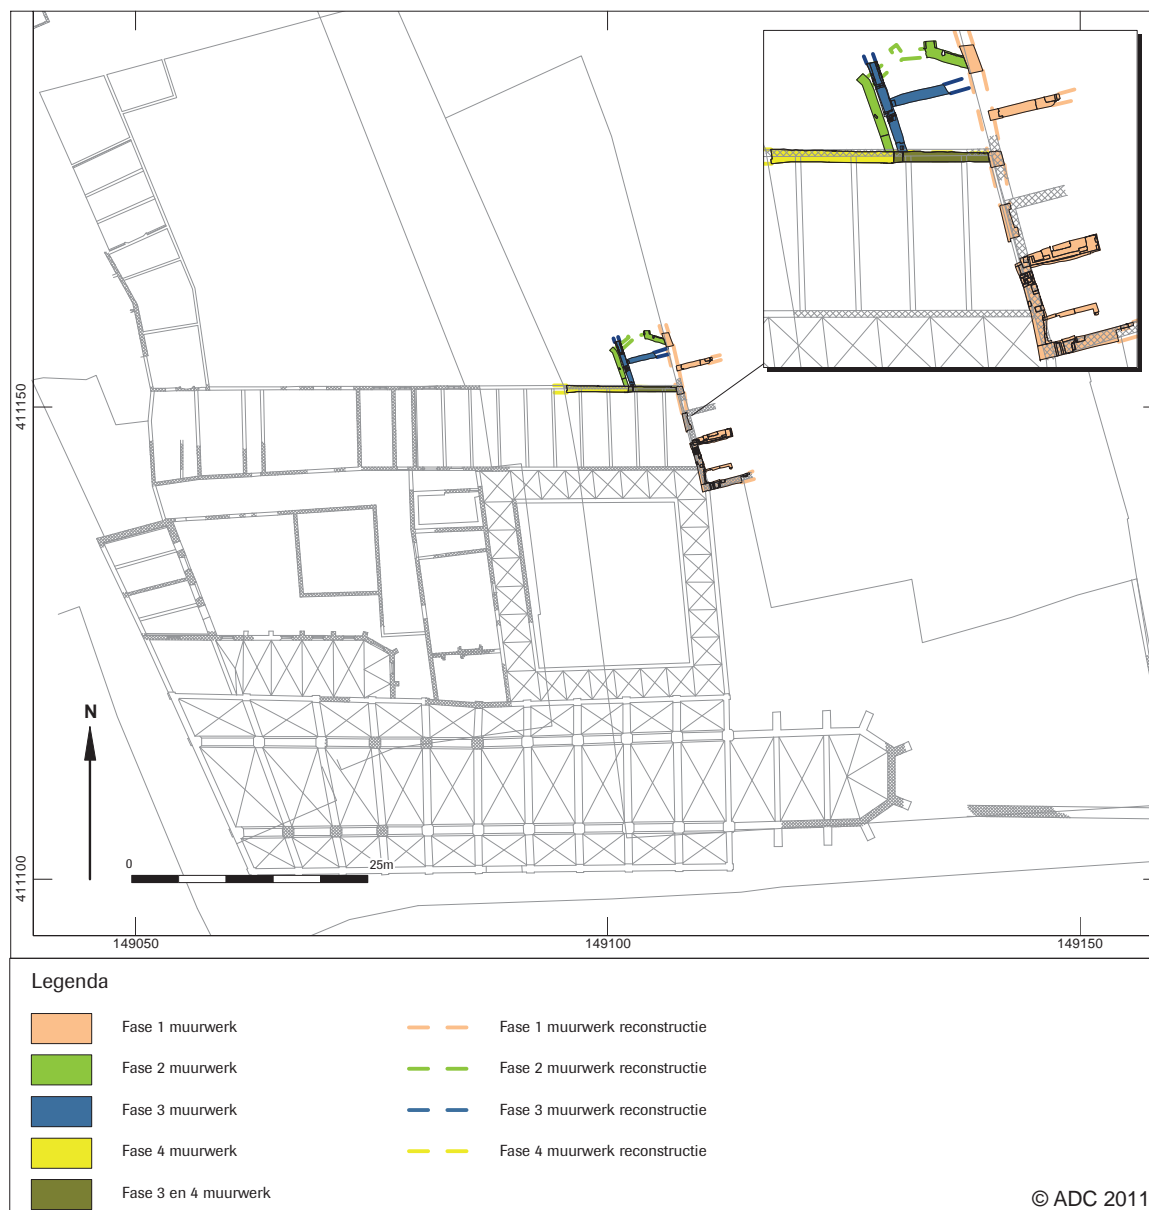 411150
411100
N
0
25m
149050
149100
149150
Legenda
Fase 1 muurwerk
Fase 2 muurwerk
Fase 3 muurwerk
Fase 4 muurwerk
Fase 3 en 4 muurwerk
Fase 1 muurwerk reconstructie
Fase 2 muurwerk reconstructie
Fase 3 muurwerk reconstructie
Fase 4 muurwerk reconstructie
© ADC 2011